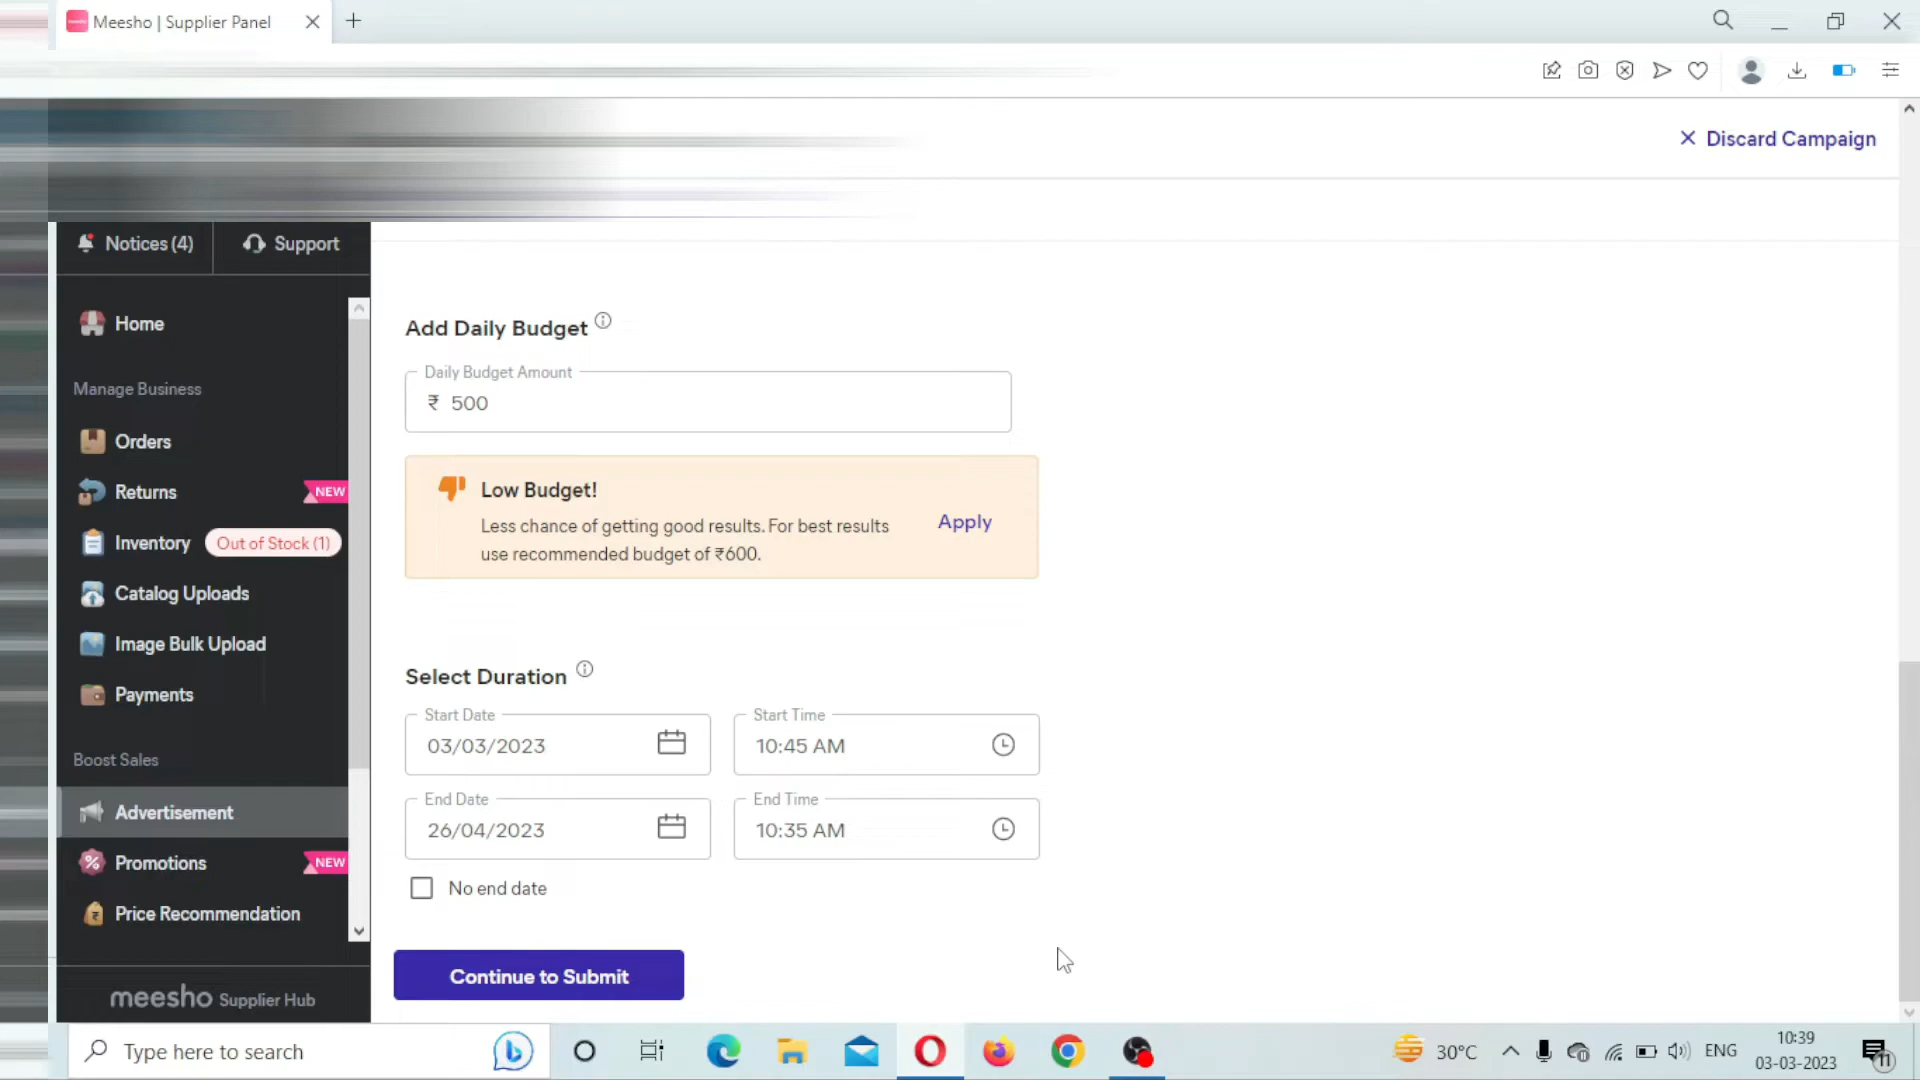 Meesho | Supplier Panel
Discard Campaign
Notices (4)
Support
Home
Manage Business
Orders
Returns
NEW
Inventory
Out of Stock (1)
Catalog Uploads
Image Bulk Upload
Payments
Boost Sales
Advertisement
Promotions
NEW
Price Recommendation
meesho Supplier Hub
Add Daily Budget
Daily Budget Amount
₹ 500
Low Budget!
Less chance of getting good results. For best results
use recommended budget of ₹600.
Apply
Select Duration
Start Date
03/03/2023
Start Time
10:45 AM
End Date
26/04/2023
End Time
10:35 AM
No end date
Continue to Submit
Type here to search
30°C
ENG
10:39
03-03-2023
11